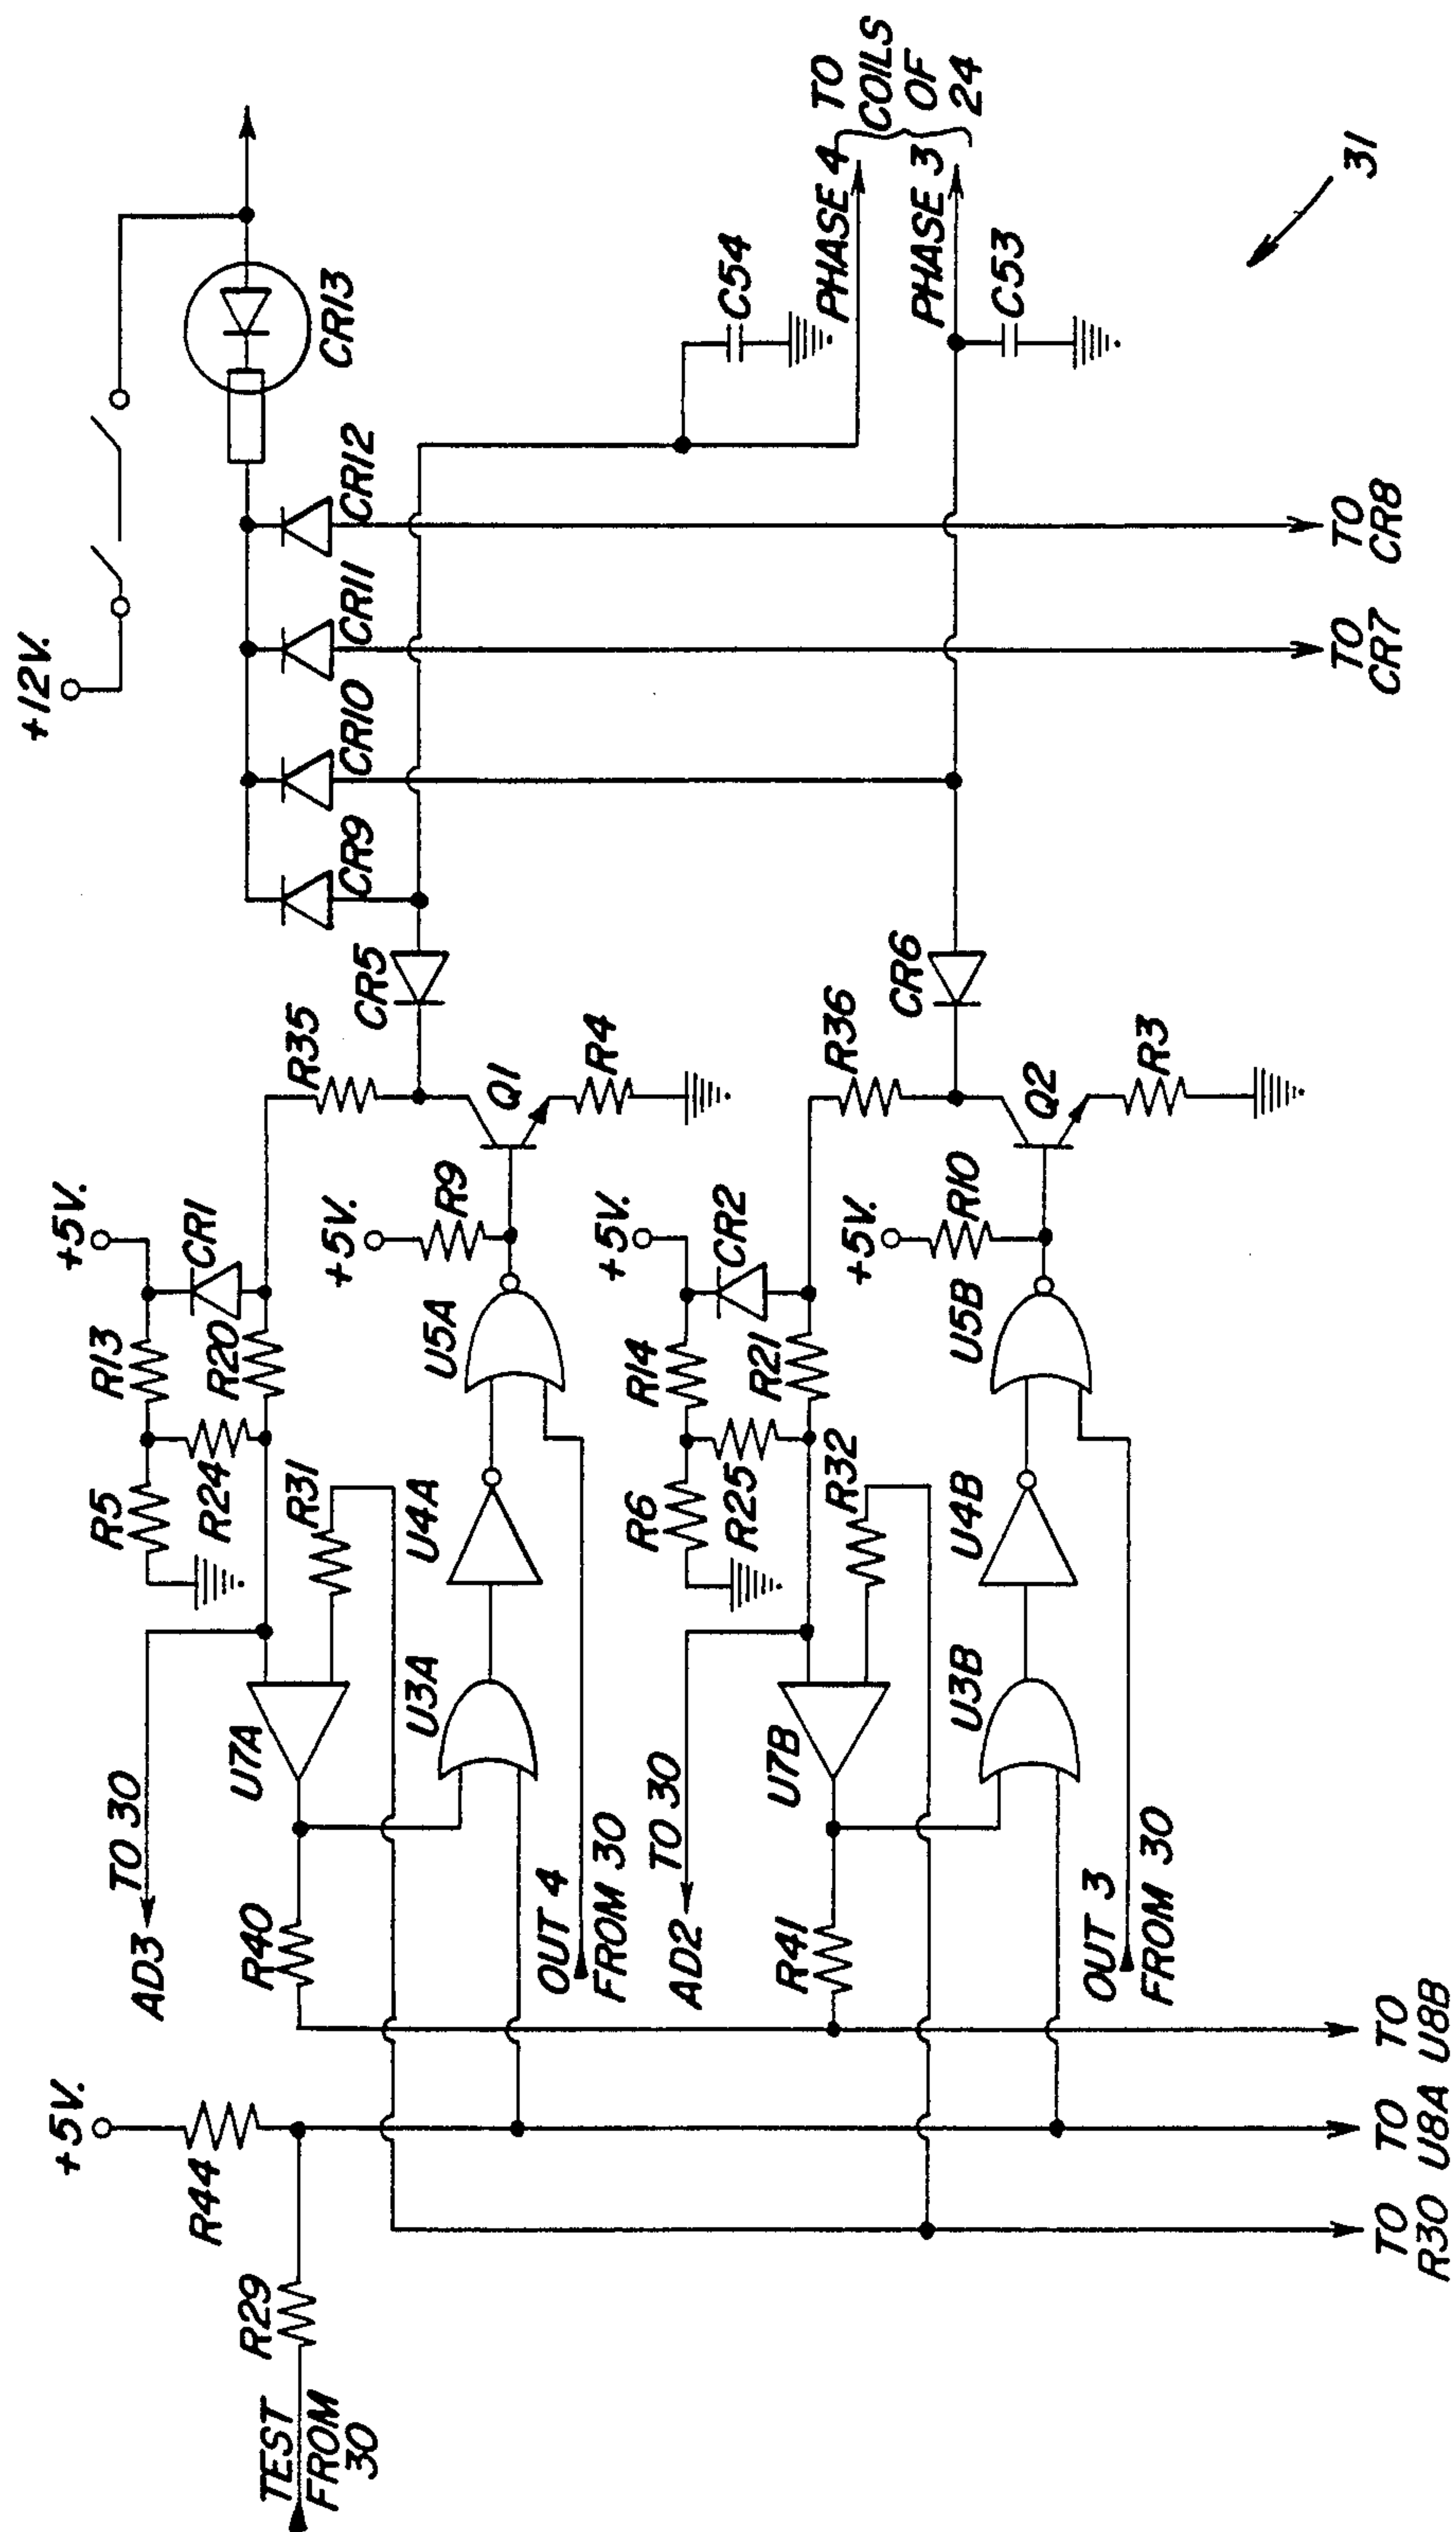 +12V.
CR13
CR12
CR11
CR10
CR9
CR5
CR6
C54
C53
PHASE 4
PHASE 3
TO
COILS
OF
24
31
TO
CR8
TO
CR7
R35
Q1
R4
R36
Q2
R3
+5V.
CR1
R13
R20
R5
R24
R31
+5V.
R9
U5A
U4A
U3A
U7A
TO 30
AD3
R40
OUT 4
FROM 30
+5V.
CR2
R14
R21
R6
R25
R32
+5V.
R10
U5B
U4B
U3B
U7B
TO 30
AD2
R41
OUT 3
FROM 30
+5V.
R44
R29
TEST
FROM
30
TO
U8B
TO
U8A
TO
R30